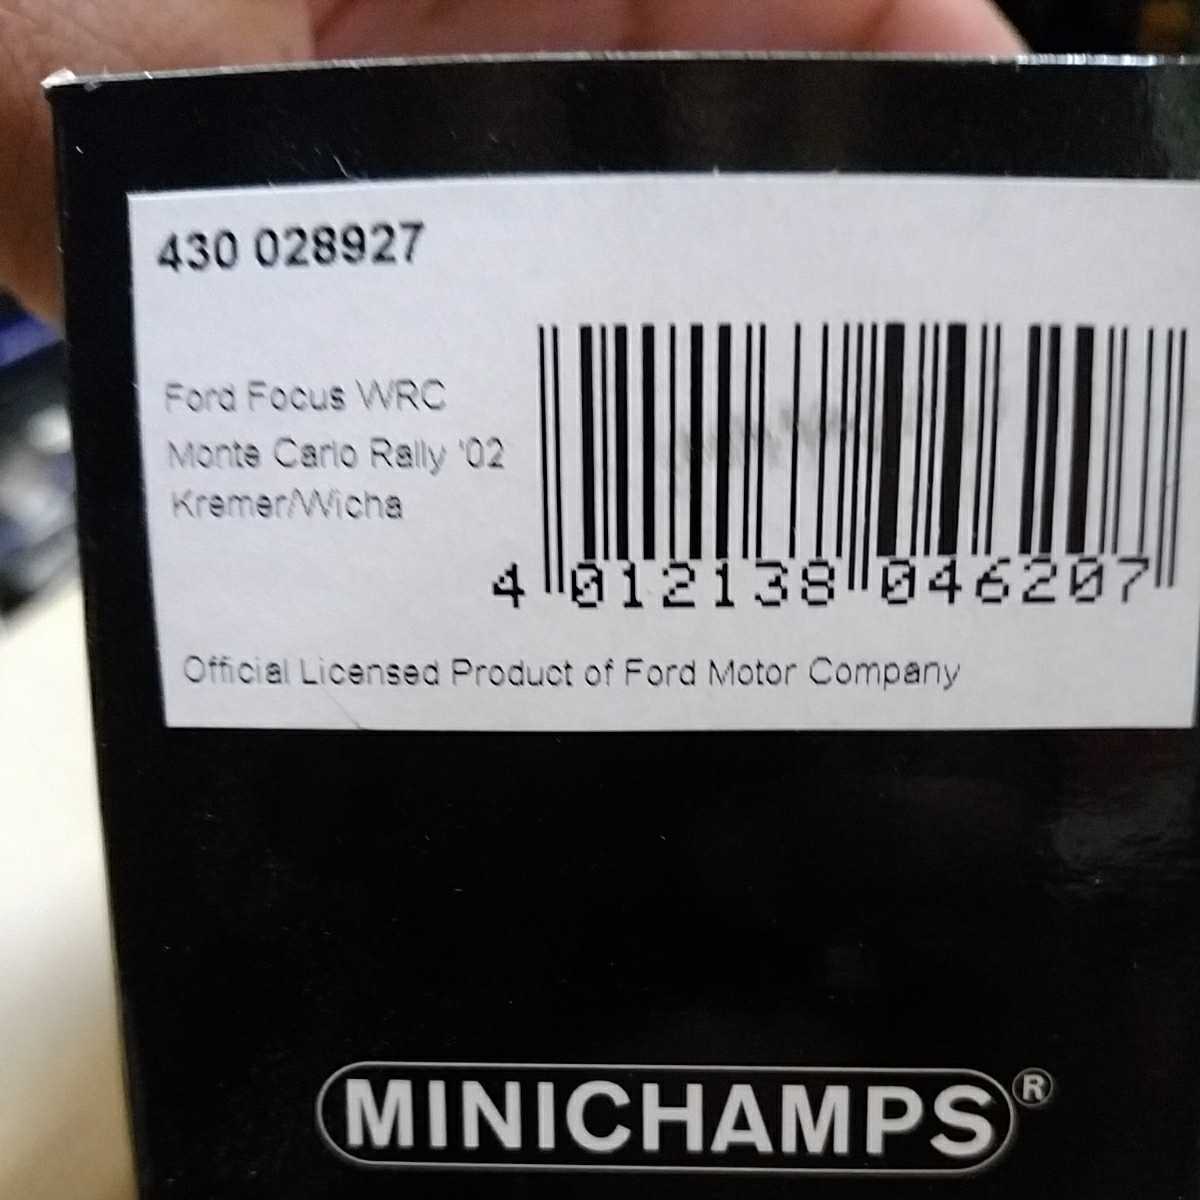 430 028927
Ford Focus WRC
Monte Carlo Rally '02
Kremer/Wicha
4 012138 046207
Official Licensed Product of Ford Motor Company
MINICHAMPS®